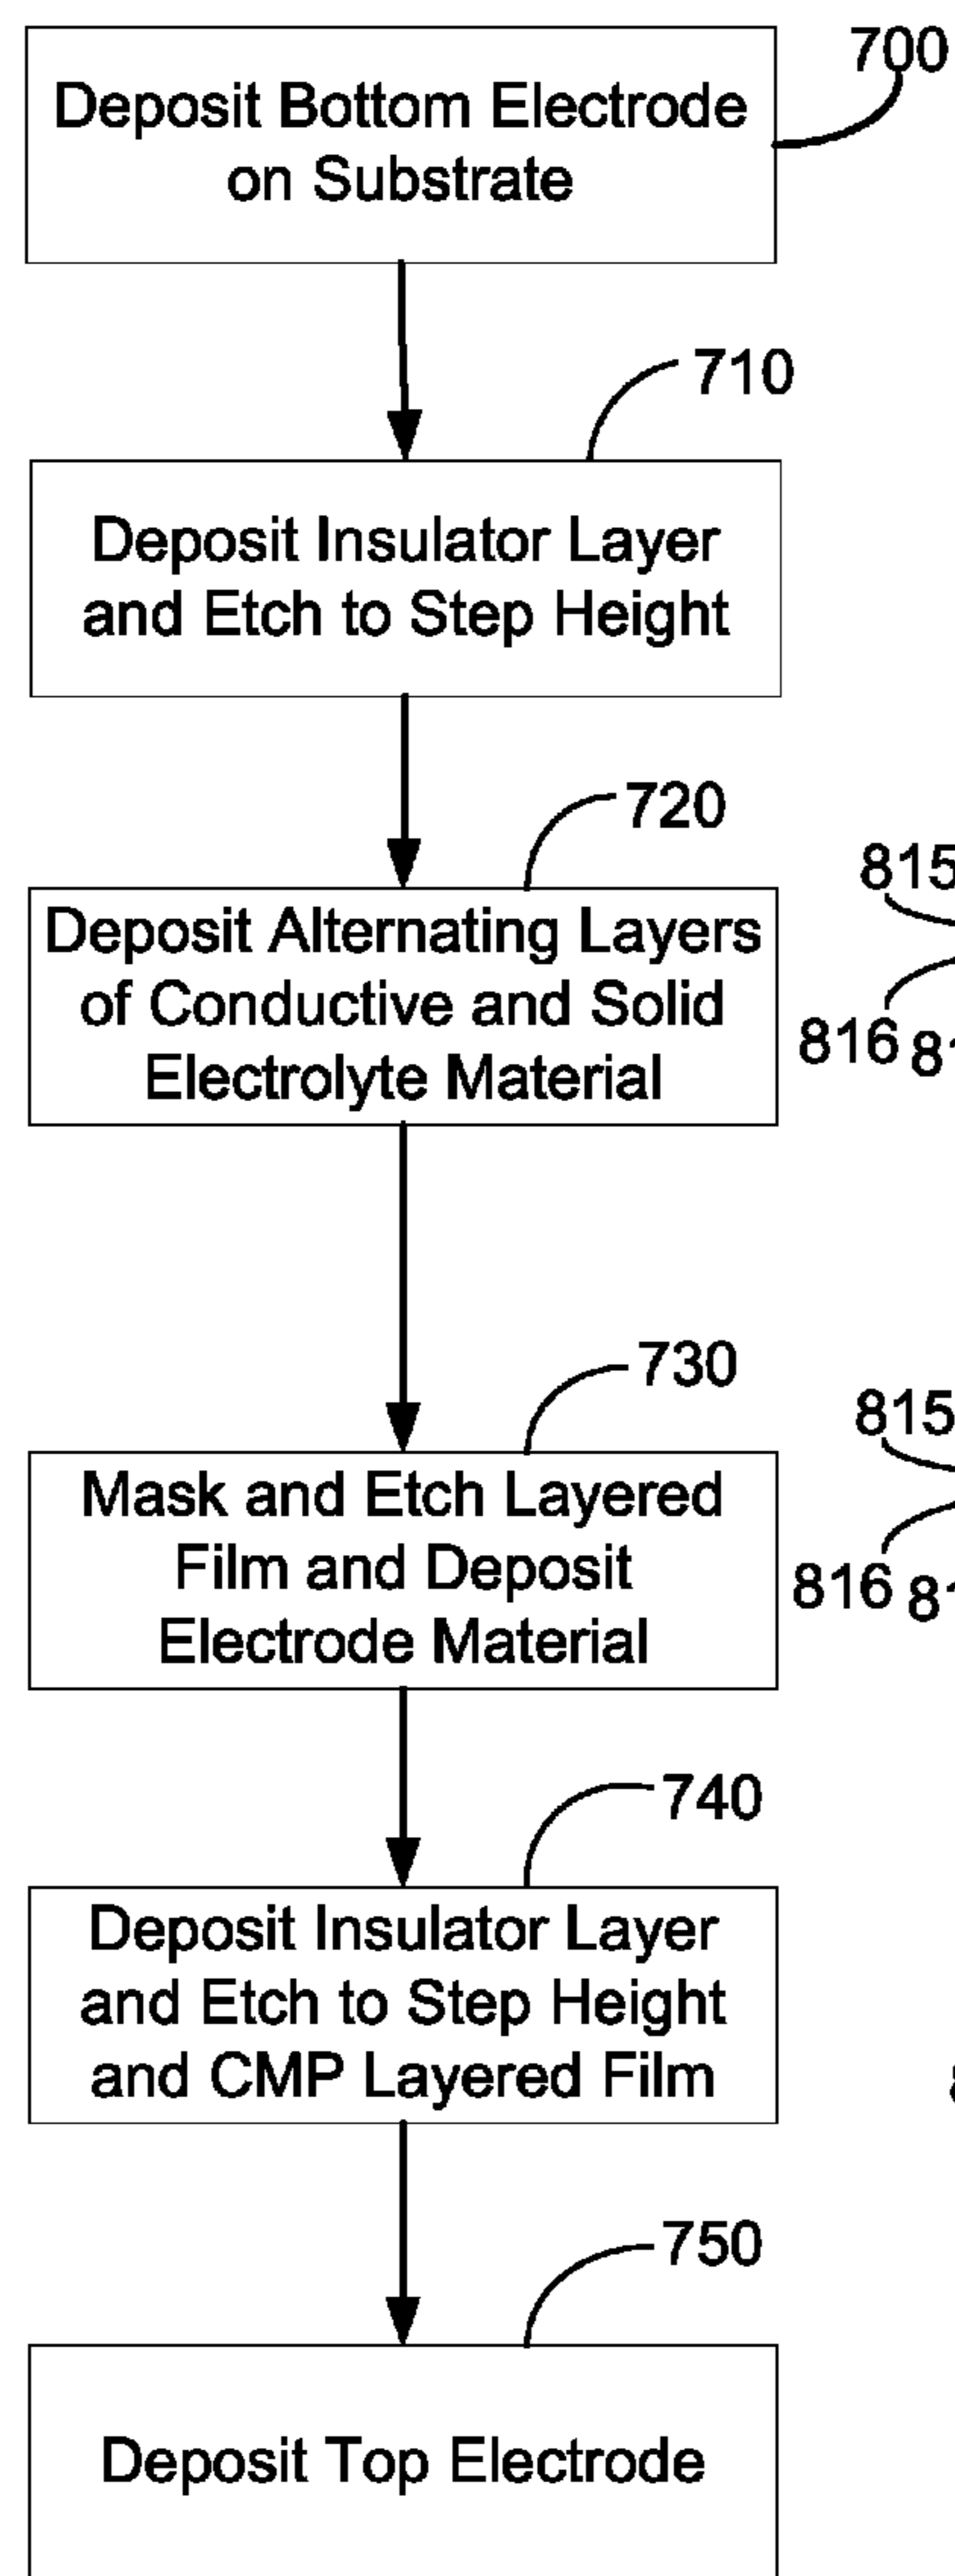 700
Deposit Bottom Electrode
on Substrate
710
Deposit Insulator Layer
and Etch to Step Height
720
Deposit Alternating Layers
of Conductive and Solid
Electrolyte Material
815
816
730
Mask and Etch Layered
Film and Deposit
Electrode Material
815
816
740
Deposit Insulator Layer
and Etch to Step Height
and CMP Layered Film
750
Deposit Top Electrode